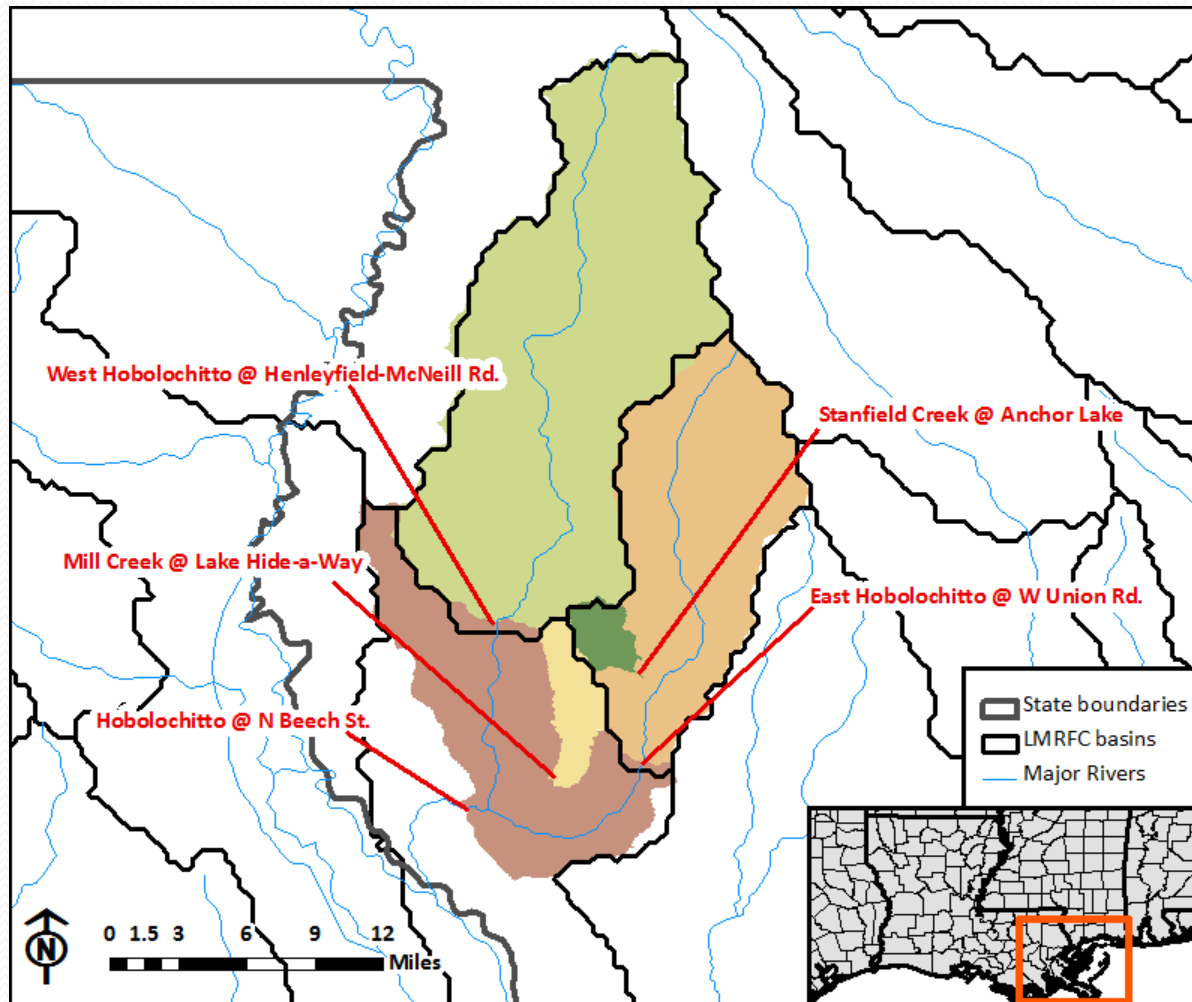 West Hobolochitto @ Henleyfield-McNeill Rd.
Stanfield Creek @ Anchor Lake
Mill Creek @ Lake Hide-a-Way
East Hobolochitto @ W Union Rd.
Hobolochitto @ N Beech St.
State boundaries
LMRFC basins
Major Rivers
N
0 1.5 3 6 9 12
Miles